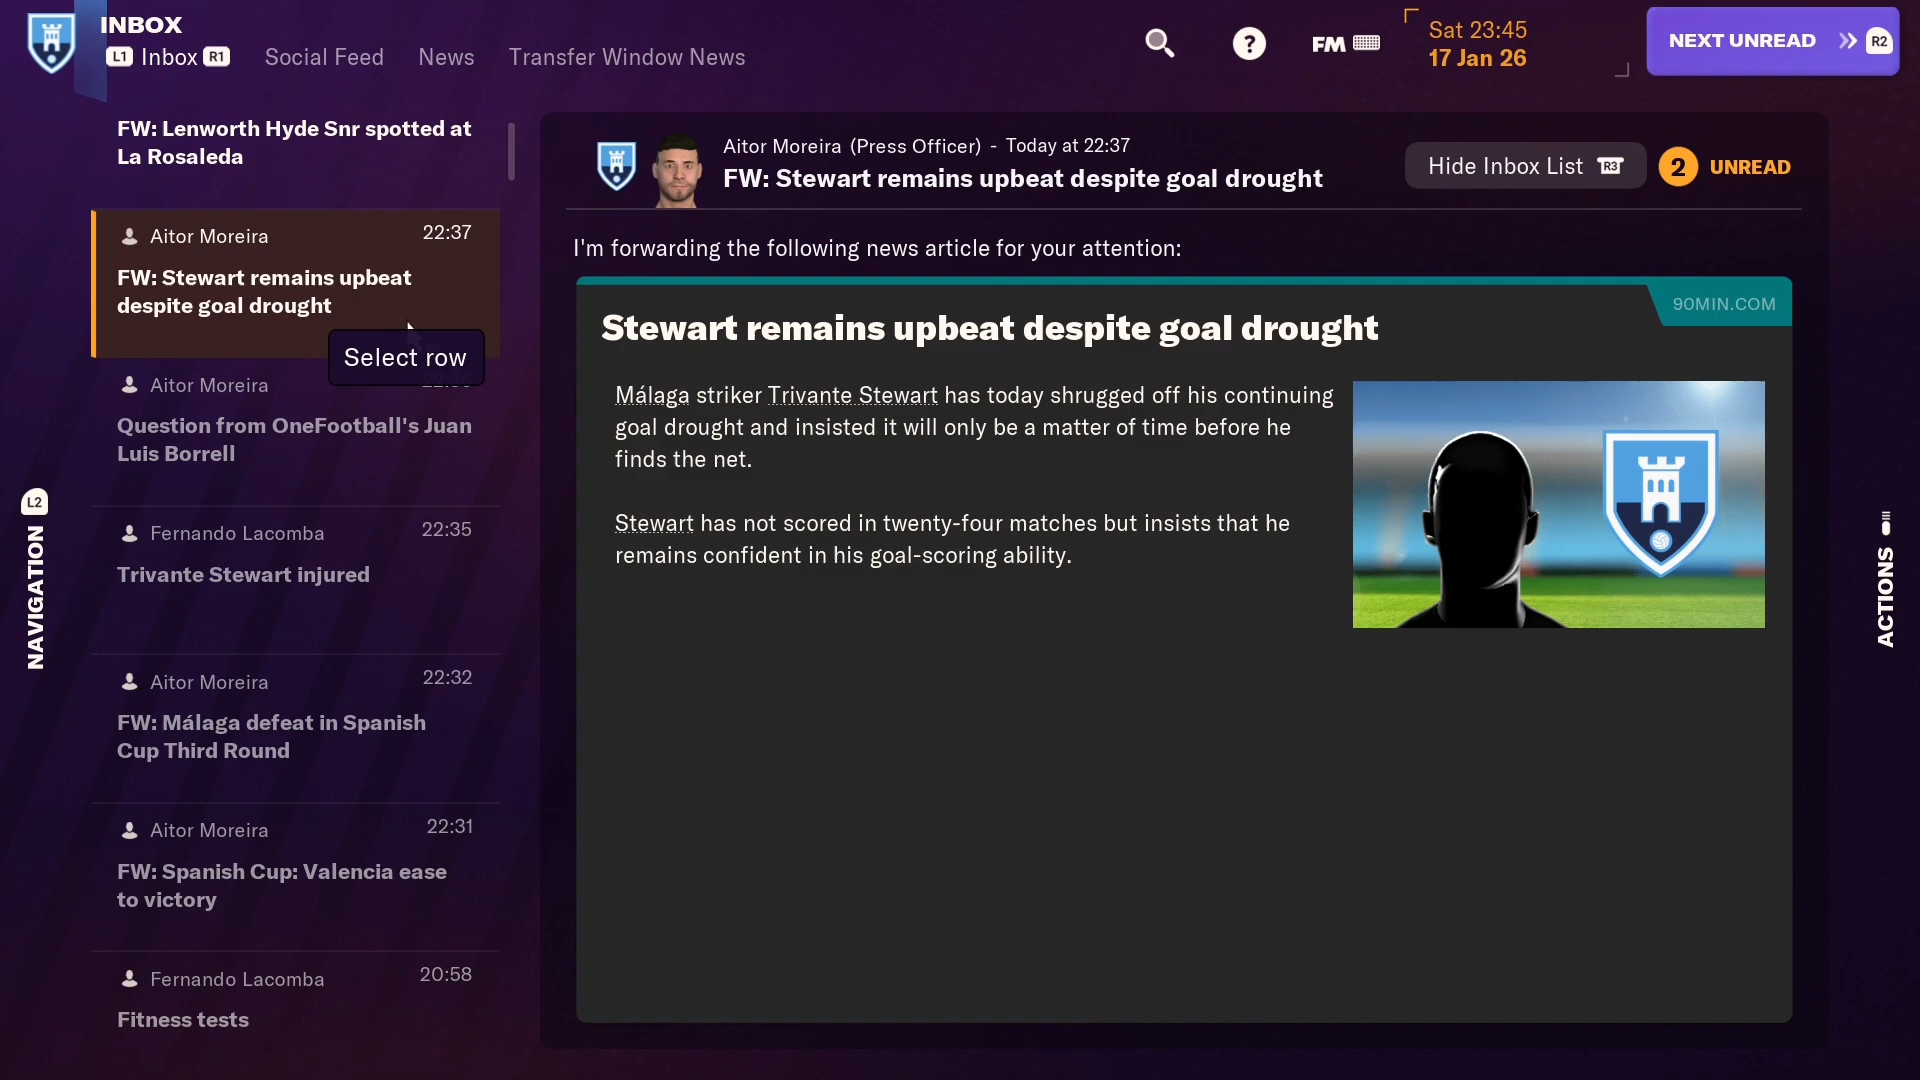 INBOX
L1 Inbox R1
Social Feed
News
Transfer Window News
?
FM
Sat 23:45
17 Jan 26
NEXT UNREAD R2
FW: Lenworth Hyde Snr spotted at
La Rosaleda
Aitor Moreira 22:37
FW: Stewart remains upbeat
despite goal drought
Select row
Aitor Moreira
Question from OneFootball's Juan
Luis Borrell
Fernando Lacomba 22:35
Trivante Stewart injured
Aitor Moreira 22:32
FW: Málaga defeat in Spanish
Cup Third Round
Aitor Moreira 22:31
FW: Spanish Cup: Valencia ease
to victory
Fernando Lacomba 20:58
Fitness tests
L2
NAVIGATION
Aitor Moreira (Press Officer) - Today at 22:37
FW: Stewart remains upbeat despite goal drought
Hide Inbox List R3
2 UNREAD
I'm forwarding the following news article for your attention:
90MIN.COM
Stewart remains upbeat despite goal drought
Málaga striker Trivante Stewart has today shrugged off his continuing
goal drought and insisted it will only be a matter of time before he
finds the net.
Stewart has not scored in twenty-four matches but insists that he
remains confident in his goal-scoring ability.
ACTIONS